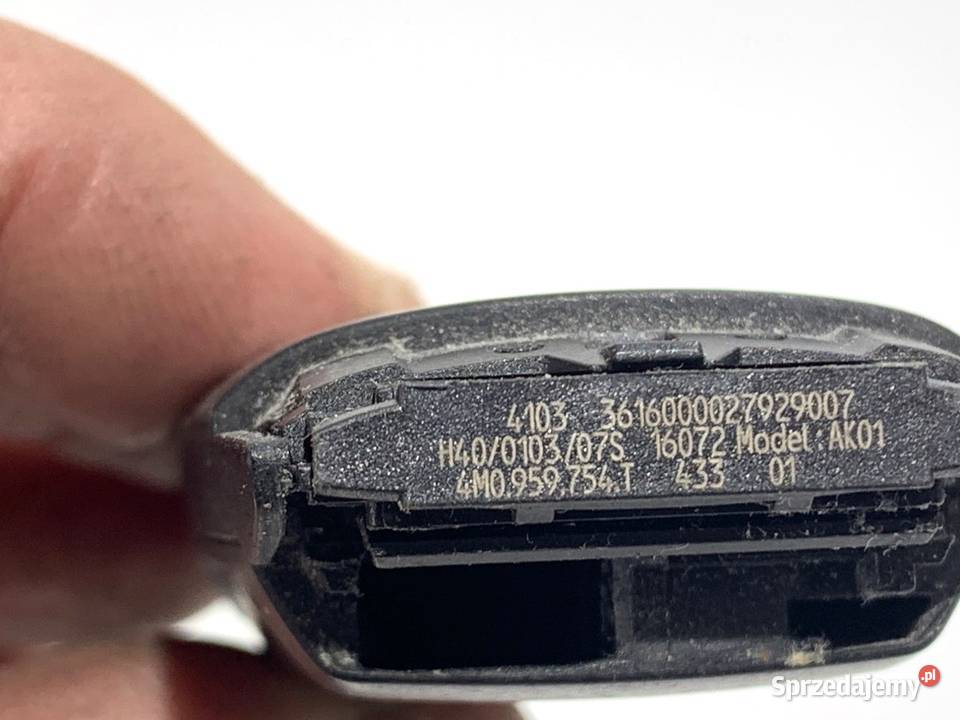 4103 3616000027929007
H40/0103/07S 16072 Model: AK01
4M0.959.754.T 433 01
Sprzedajemy.pl